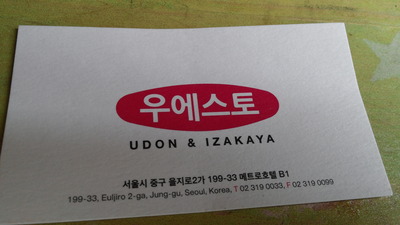 우에스토
UDON & IZAKAYA
서울시 중구 을지로2가 199-33 메트로호텔 B1
199-33, Euljiro 2-ga, Jung-gu, Seoul, Korea, T 02 319 0033, F 02 319 0099